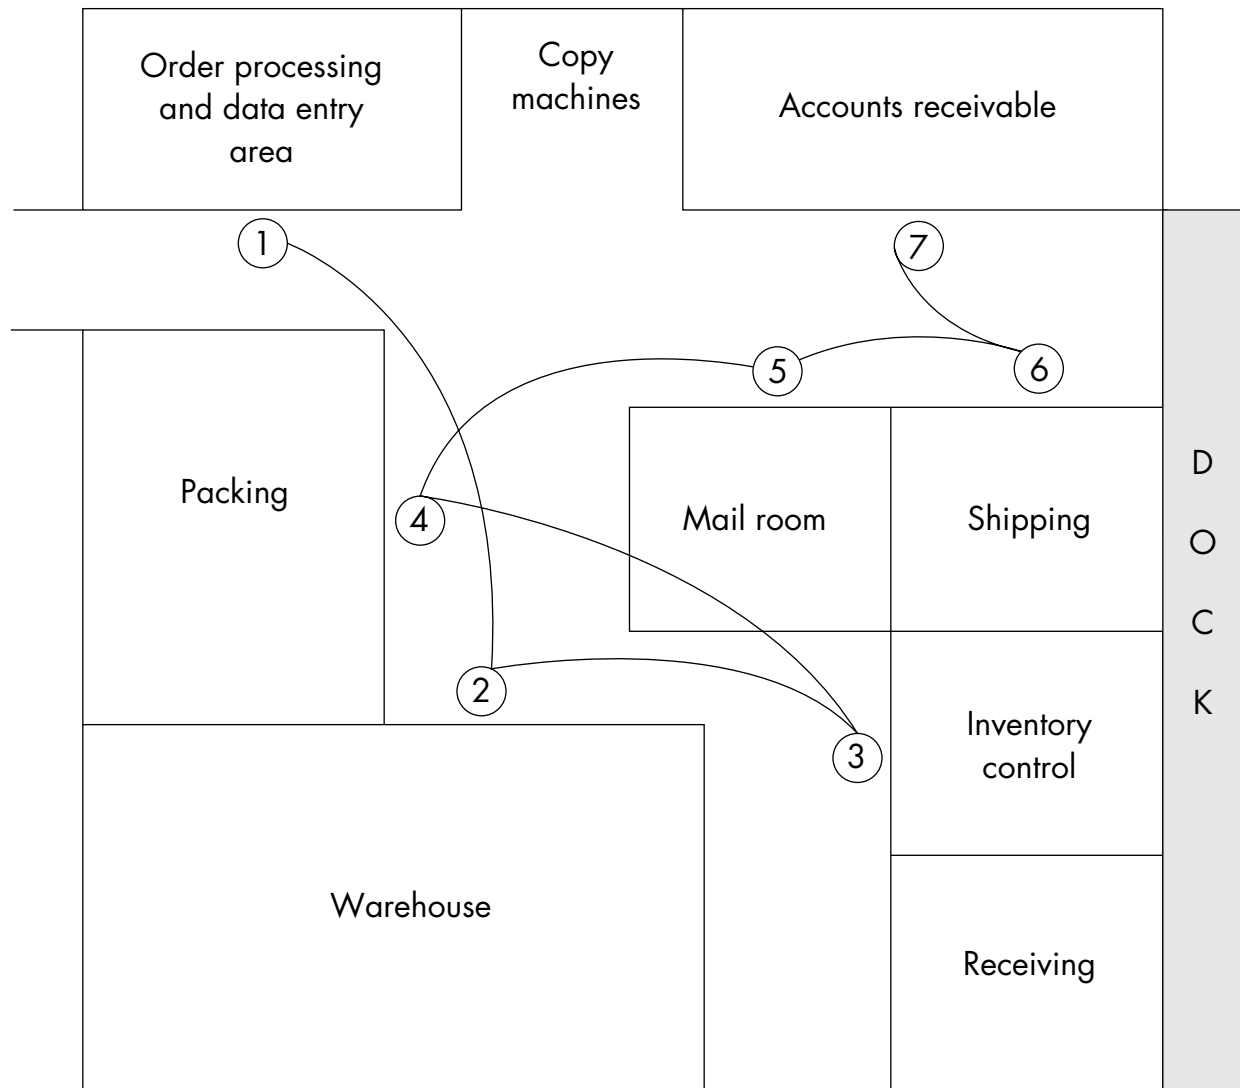 Order processing
and data entry
area
Copy
machines
Accounts receivable
1
7
5
6
Packing
4
Mail room
Shipping
D
O
C
K
2
3
Inventory
control
Warehouse
Receiving